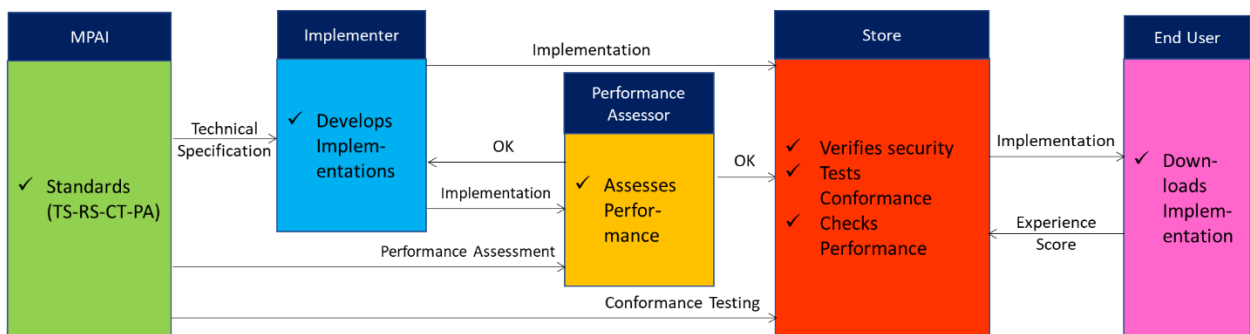 MPAI
✓ Standards
(TS-RS-CT-PA)
Technical
Specification
Implementer
✓ Develops
Implem-
entations
Implementation
OK
Implementation
Performance Assessment
Conformance Testing
Performance
Assessor
✓ Assesses
Perfor-
mance
OK
Store
✓ Verifies security
✓ Tests
Conformance
✓ Checks
Performance
Implementation
Experience
Score
End User
✓ Down-
loads
Implem-
entation